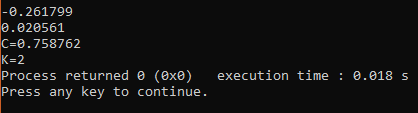 -0.261799
0.020561
C=0.758762
K=2
Process returned 0 (0x0)   execution time : 0.018 s
Press any key to continue.